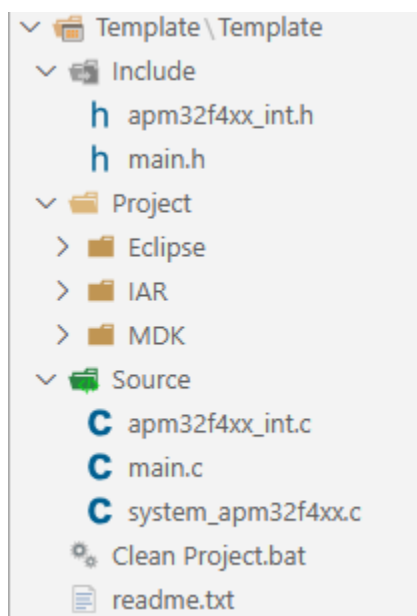 Template\Template
Include
h apm32f4xx_int.h
h main.h
Project
Eclipse
IAR
MDK
Source
C apm32f4xx_int.c
C main.c
C system_apm32f4xx.c
Clean Project.bat
readme.txt